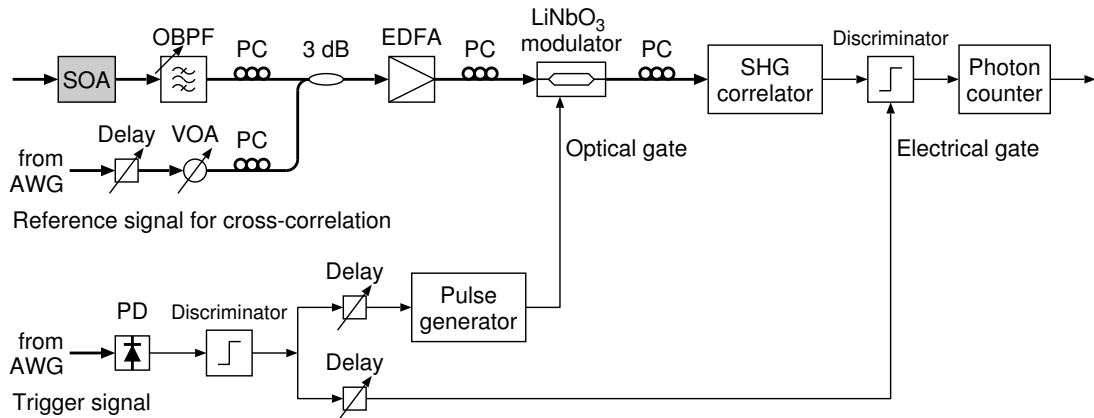 OBPF
PC
3 dB
EDFA
PC
LiNbO3
modulator
PC
SOA
SHG
correlator
Discriminator
Photon
counter
Delay
VOA
PC
from
AWG
Optical gate
Electrical gate
Reference signal for cross-correlation
Delay
Pulse
generator
PD
Discriminator
from
AWG
Delay
Trigger signal